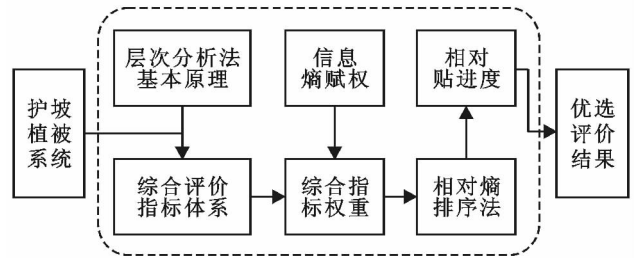 护坡
植被
系统
层次分析法
基本原理
信息
熵赋权
相对
贴进度
综合评价
指标体系
综合指
标权重
相对熵
排序法
优选
评价
结果